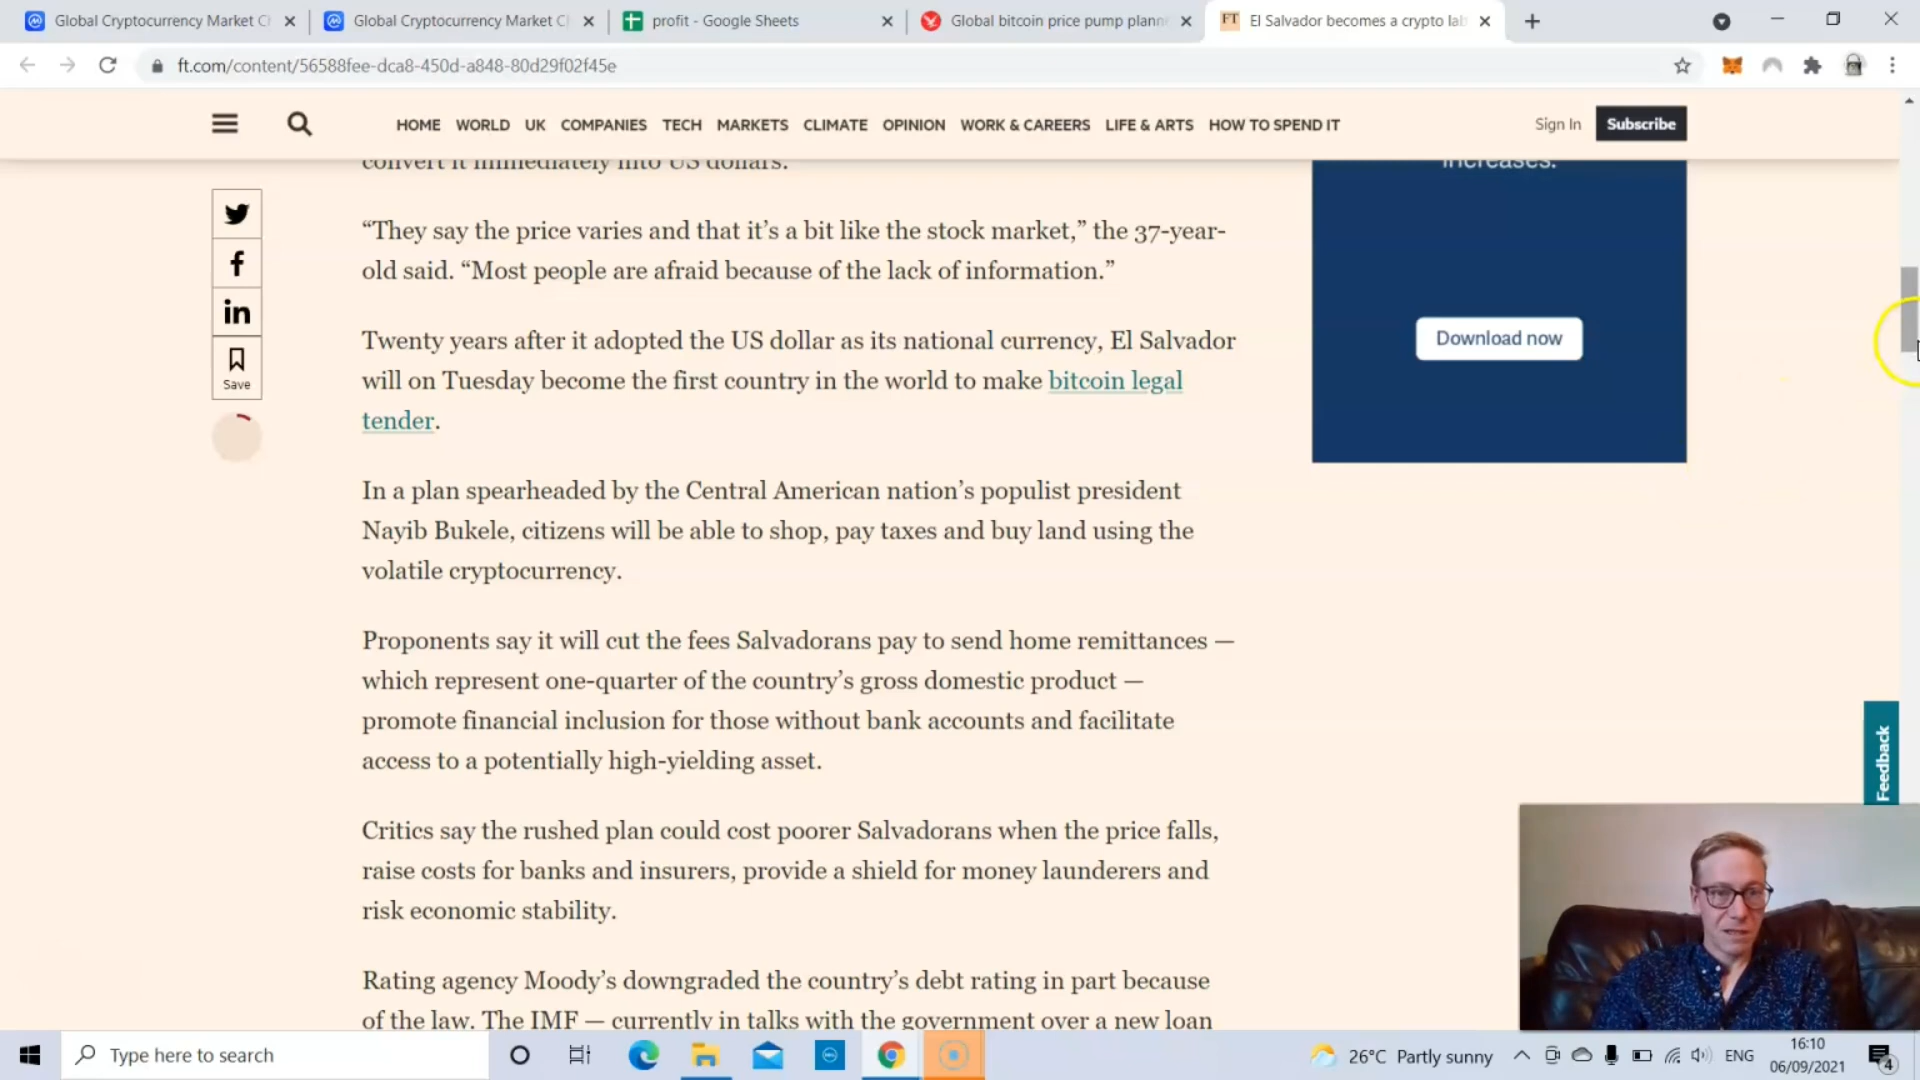 Global Cryptocurrency Market C
Global Cryptocurrency Market C
profit - Google Sheets
Global bitcoin price pump plann
El Salvador becomes a crypto lab
ft.com/content/56588fee-dca8-450d-a848-80d29f02f45e
HOME WORLD UK COMPANIES TECH MARKETS CLIMATE OPINION WORK & CAREERS LIFE & ARTS HOW TO SPEND IT
Sign In
Subscribe
convert it immediately into US dollars.
increases.
“They say the price varies and that it’s a bit like the stock market,” the 37-year-
old said. “Most people are afraid because of the lack of information.”
Download now
Twenty years after it adopted the US dollar as its national currency, El Salvador
will on Tuesday become the first country in the world to make bitcoin legal
tender.
Save
In a plan spearheaded by the Central American nation’s populist president
Nayib Bukele, citizens will be able to shop, pay taxes and buy land using the
volatile cryptocurrency.
Proponents say it will cut the fees Salvadorans pay to send home remittances —
which represent one-quarter of the country’s gross domestic product —
promote financial inclusion for those without bank accounts and facilitate
access to a potentially high-yielding asset.
Feedback
Critics say the rushed plan could cost poorer Salvadorans when the price falls,
raise costs for banks and insurers, provide a shield for money launderers and
risk economic stability.
Rating agency Moody’s downgraded the country’s debt rating in part because
of the law. The IMF — currently in talks with the government over a new loan
Type here to search
26°C Partly sunny
ENG
16:10
06/09/2021
4